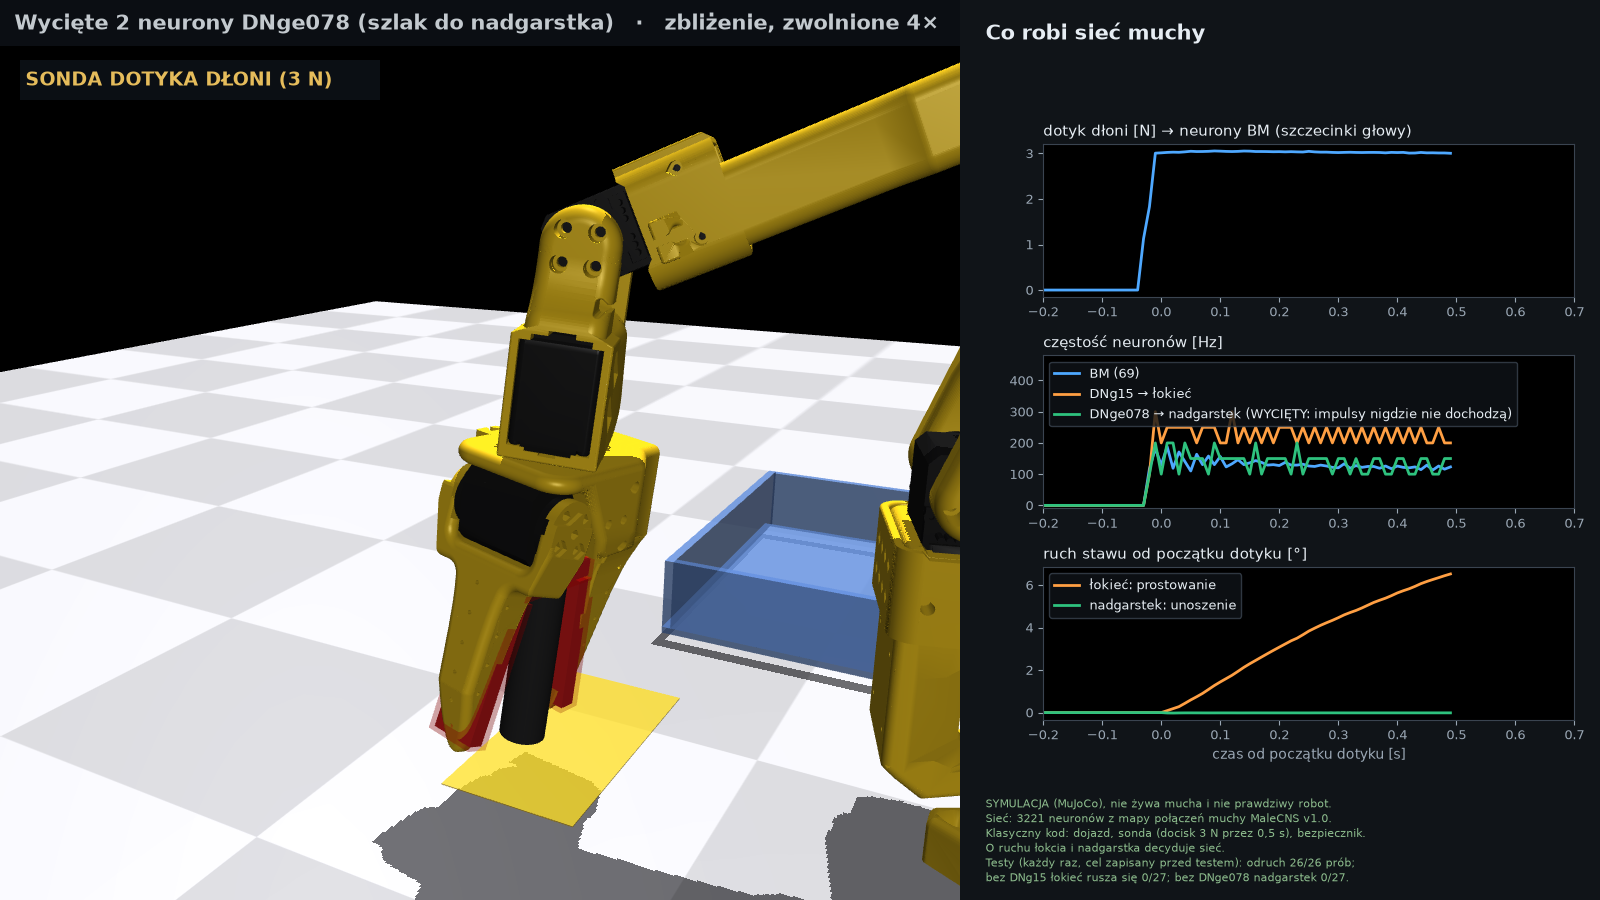 Wycięte 2 neurony DNge078 (szlak do nadgarstka)   ·   zbliżenie, zwolnione 4×
SONDA DOTYKA DŁONI (3 N)
Co robi sieć muchy
dotyk dłoni [N] → neurony BM (szczecinki głowy)
3
2
1
0
−0.2 −0.1 0.0 0.1 0.2 0.3 0.4 0.5 0.6 0.7
częstość neuronów [Hz]
BM (69)
DNg15 → łokieć
DNge078 → nadgarstek (WYCIĘTY: impulsy nigdzie nie dochodzą)
400
300
200
100
0
−0.2 −0.1 0.0 0.1 0.2 0.3 0.4 0.5 0.6 0.7
ruch stawu od początku dotyku [°]
łokieć: prostowanie
nadgarstek: unoszenie
6
4
2
0
−0.2 −0.1 0.0 0.1 0.2 0.3 0.4 0.5 0.6 0.7
czas od początku dotyku [s]
SYMULACJA (MuJoCo), nie żywa mucha i nie prawdziwy robot.
Sieć: 3221 neuronów z mapy połączeń muchy MaleCNS v1.0.
Klasyczny kod: dojazd, sonda (docisk 3 N przez 0,5 s), bezpiecznik.
O ruchu łokcia i nadgarstka decyduje sieć.
Testy (każdy raz, cel zapisany przed testem): odruch 26/26 prób;
bez DNg15 łokieć rusza się 0/27; bez DNge078 nadgarstek 0/27.